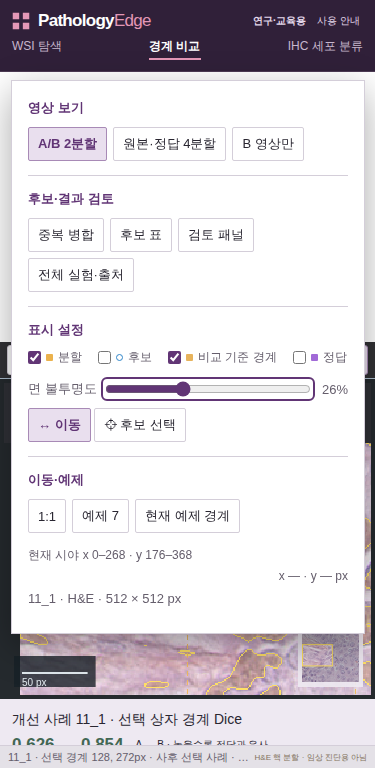 PathologyEdge
연구·교육용 사용 안내
WSI 탐색 경계 비교 IHC 세포 분류
영상 보기
A/B 2분할 원본·정답 4분할 B 영상만
후보·결과 검토
중복 병합 후보 표 검토 패널
전체 실험·출처
표시 설정
분할 후보 비교 기준 경계 정답
면 불투명도 26%
↔ 이동 후보 선택
이동·예제
1:1 예제 7 현재 예제 경계
현재 시야 x 0–268 · y 176–368
x — · y — px
11_1 · H&E · 512 × 512 px
50 px
개선 사례 11_1 · 선택 상자 경계 Dice
0.626 0.854 A B
11_1 · 선택 경계 128, 272px · 사후 선택 사례 · … H&E 핵 분할 · 임상 진단용 아님